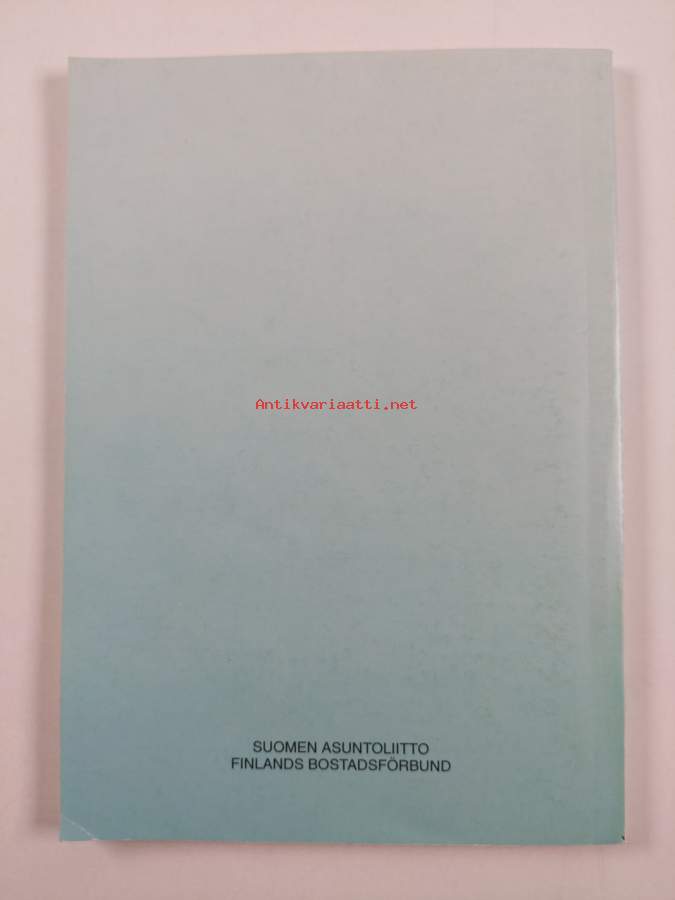 Antikvariaatti.net
SUOMEN ASUNTOLIITTO
FINLANDS BOSTADSFÖRBUND